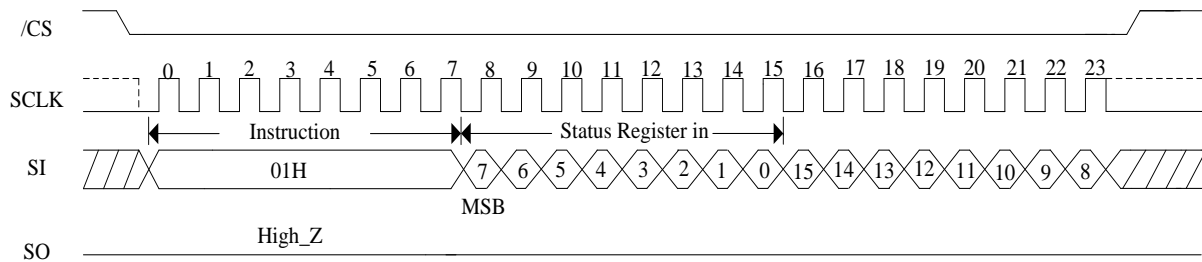 /CS
0 1 2 3 4 5 6 7 8 9 10 11 12 13 14 15 16 17 18 19 20 21 22 23
SCLK
Instruction Status Register in
SI 01H 7 6 5 4 3 2 1 0 15 14 13 12 11 10 9 8
MSB
High_Z
SO